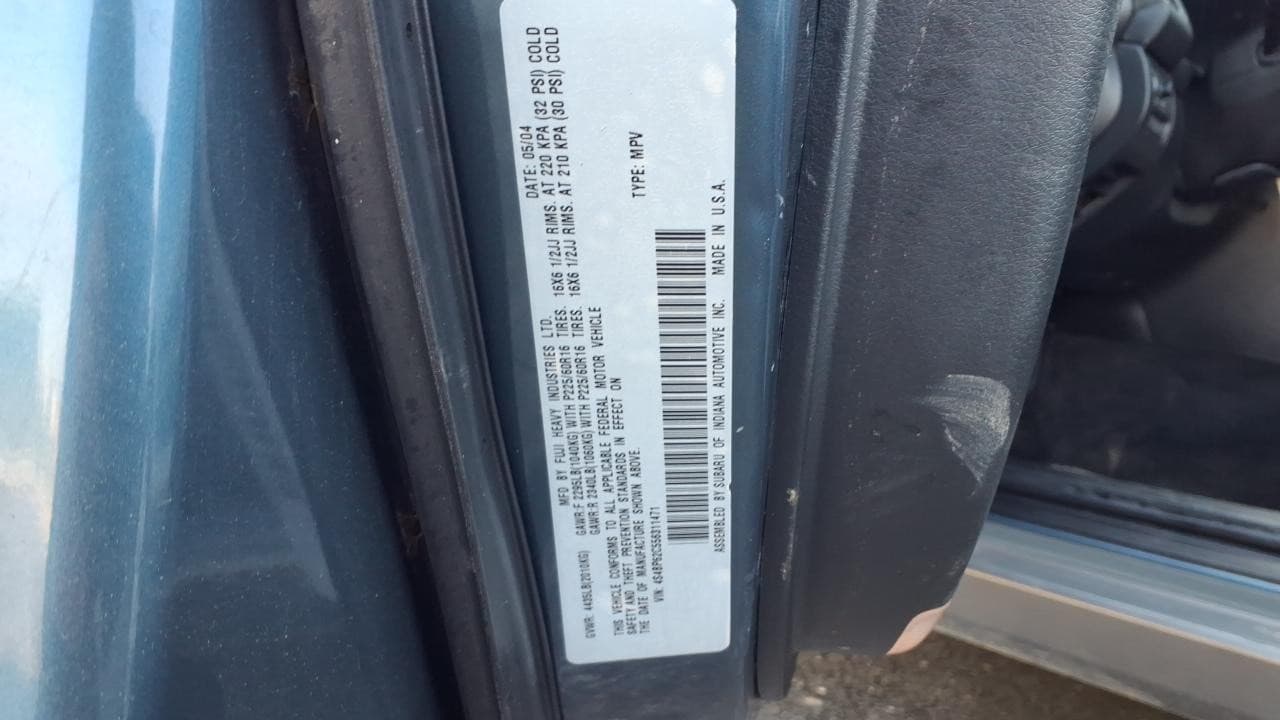 MFD BY FUJI HEAVY INDUSTRIES LTD. DATE: 05/04
GVWR: 4435LB(2010KG) GAWR:F 2295LB(1040KG) WITH P225/60R16 TIRES. 16X6 1/2JJ RIMS. AT 220 KPA (32 PSI) COLD
GAWR:R 2340LB(1060KG) WITH P225/60R16 TIRES. 16X6 1/2JJ RIMS. AT 210 KPA (30 PSI) COLD
THIS VEHICLE CONFORMS TO ALL APPLICABLE FEDERAL MOTOR VEHICLE
SAFETY AND THEFT PREVENTION STANDARDS IN EFFECT ON
THE DATE OF MANUFACTURE SHOWN ABOVE.
VIN: 4S4BP62C556311471 TYPE: MPV
ASSEMBLED BY SUBARU OF INDIANA AUTOMOTIVE INC. MADE IN U.S.A.